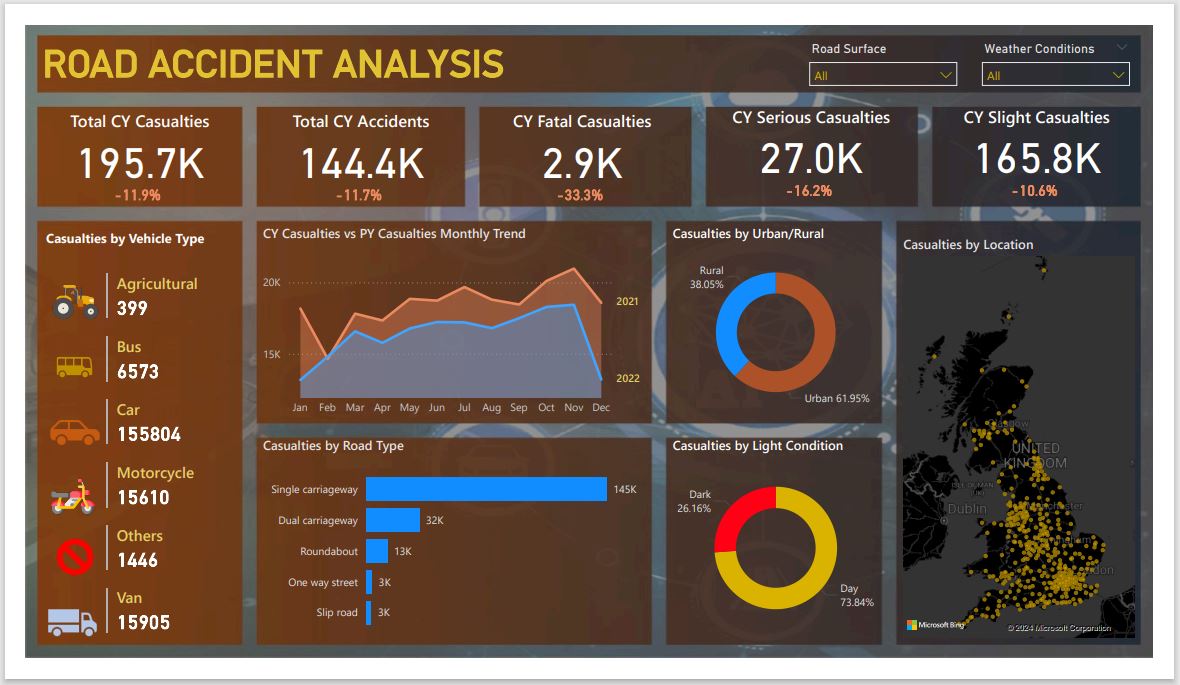 ROAD ACCIDENT ANALYSIS
Road Surface
All
Weather Conditions
All
Total CY Casualties
195.7K
-11.9%
Total CY Accidents
144.4K
-11.7%
CY Fatal Casualties
2.9K
-33.3%
CY Serious Casualties
27.0K
-16.2%
CY Slight Casualties
165.8K
-10.6%
Casualties by Vehicle Type
Agricultural
399
Bus
6573
Car
155804
Motorcycle
15610
Others
1446
Van
15905
CY Casualties vs PY Casualties Monthly Trend
20K
15K
2021
2022
Jan Feb Mar Apr May Jun Jul Aug Sep Oct Nov Dec
Casualties by Road Type
Single carriageway 145K
Dual carriageway 32K
Roundabout 13K
One way street 3K
Slip road 3K
Casualties by Urban/Rural
Rural
38.05%
Urban 61.95%
Casualties by Light Condition
Dark
26.16%
Day
73.84%
Casualties by Location
UNITED
KINGDOM
ISLE OF MAN
(UK)
Dublin
Microsoft Bing
© 2024 Microsoft Corporation